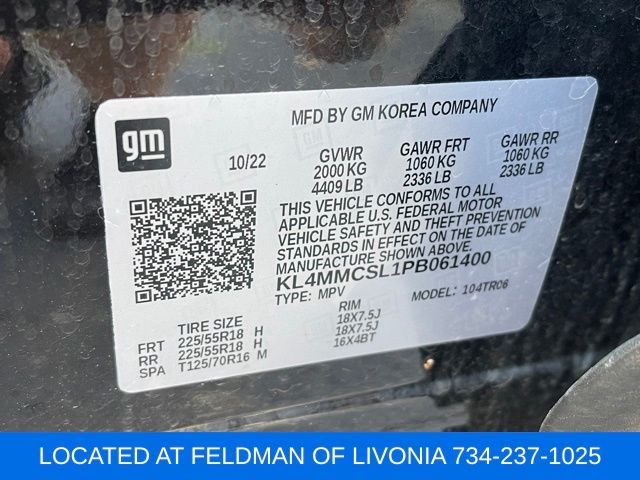 MFD BY GM KOREA COMPANY
gm
10/22
GVWR GAWR FRT GAWR RR
2000 KG 1060 KG 1060 KG
4409 LB 2336 LB 2336 LB
THIS VEHICLE CONFORMS TO ALL
APPLICABLE U.S. FEDERAL MOTOR
VEHICLE SAFETY AND THEFT PREVENTION
STANDARDS IN EFFECT ON THE DATE OF
MANUFACTURE SHOWN ABOVE.
KL4MMCSL1PB061400
TYPE: MPV MODEL: 104TR06
TIRE SIZE RIM
FRT 225/55R18 H 18X7.5J
RR 225/55R18 H 18X7.5J
SPA T125/70R16 M 16X4BT
LOCATED AT FELDMAN OF LIVONIA 734-237-1025